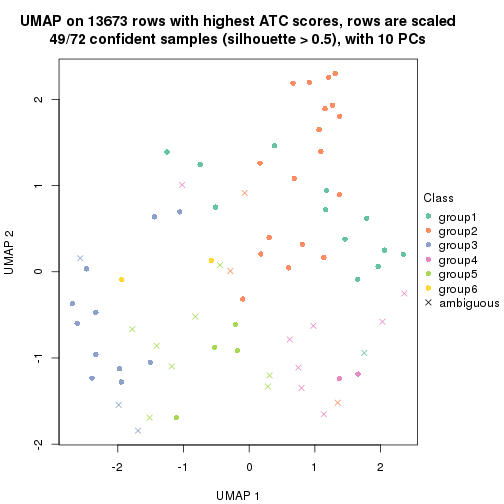 UMAP on 13673 rows with highest ATC scores, rows are scaled
49/72 confident samples (silhouette > 0.5), with 10 PCs
UMAP 2
2
1
0
-1
-2
-2
-1
0
1
2
UMAP 1
Class
group1
group2
group3
group4
group5
group6
ambiguous